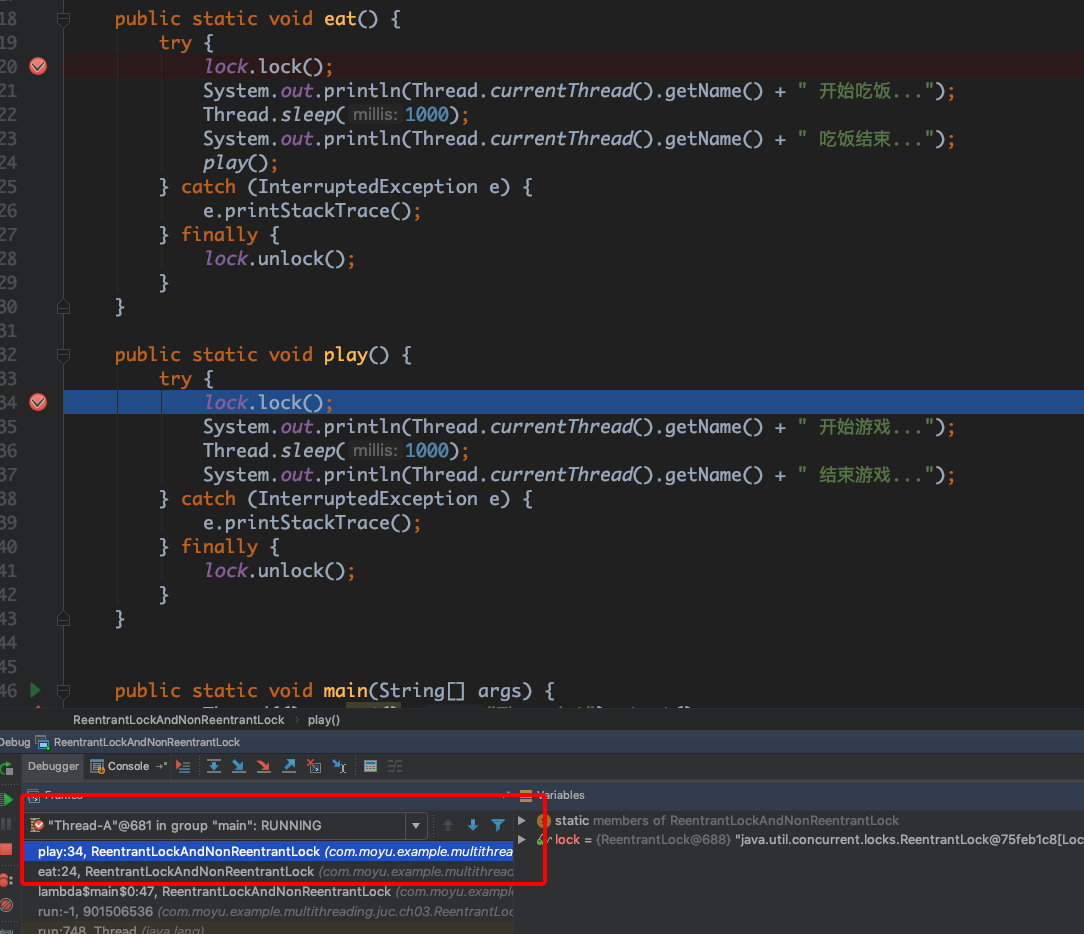 18 public static void eat() {
19 try {
20 lock.lock();
21 System.out.println(Thread.currentThread().getName() + " 开始吃饭...");
22 Thread.sleep( millis: 1000);
23 System.out.println(Thread.currentThread().getName() + " 吃饭结束...");
24 play();
25 } catch (InterruptedException e) {
26 e.printStackTrace();
27 } finally {
28 lock.unlock();
29 }
30 }
31
32 public static void play() {
33 try {
34 lock.lock();
35 System.out.println(Thread.currentThread().getName() + " 开始游戏...");
36 Thread.sleep( millis: 1000);
37 System.out.println(Thread.currentThread().getName() + " 结束游戏...");
38 } catch (InterruptedException e) {
39 e.printStackTrace();
40 } finally {
41 lock.unlock();
42 }
43 }
44
45
46 public static void main(String[] args) {
ReentrantLockAndNonReentrantLock › play()
Debug ReentrantLockAndNonReentrantLock
Debugger Console
Frames
Variables
"Thread-A"@681 in group "main": RUNNING
static members of ReentrantLockAndNonReentrantLock
lock = {ReentrantLock@688} "java.util.concurrent.locks.ReentrantLock@75feb1c8[Loc
play:34, ReentrantLockAndNonReentrantLock (com.moyu.example.multithrea
eat:24, ReentrantLockAndNonReentrantLock (com.moyu.example.multithread
lambda$main$0:47, ReentrantLockAndNonReentrantLock (com.moyu.example
run:-1, 901506536 (com.moyu.example.multithreading.juc.ch03.ReentrantLoc
run:748, Thread (java.lang)